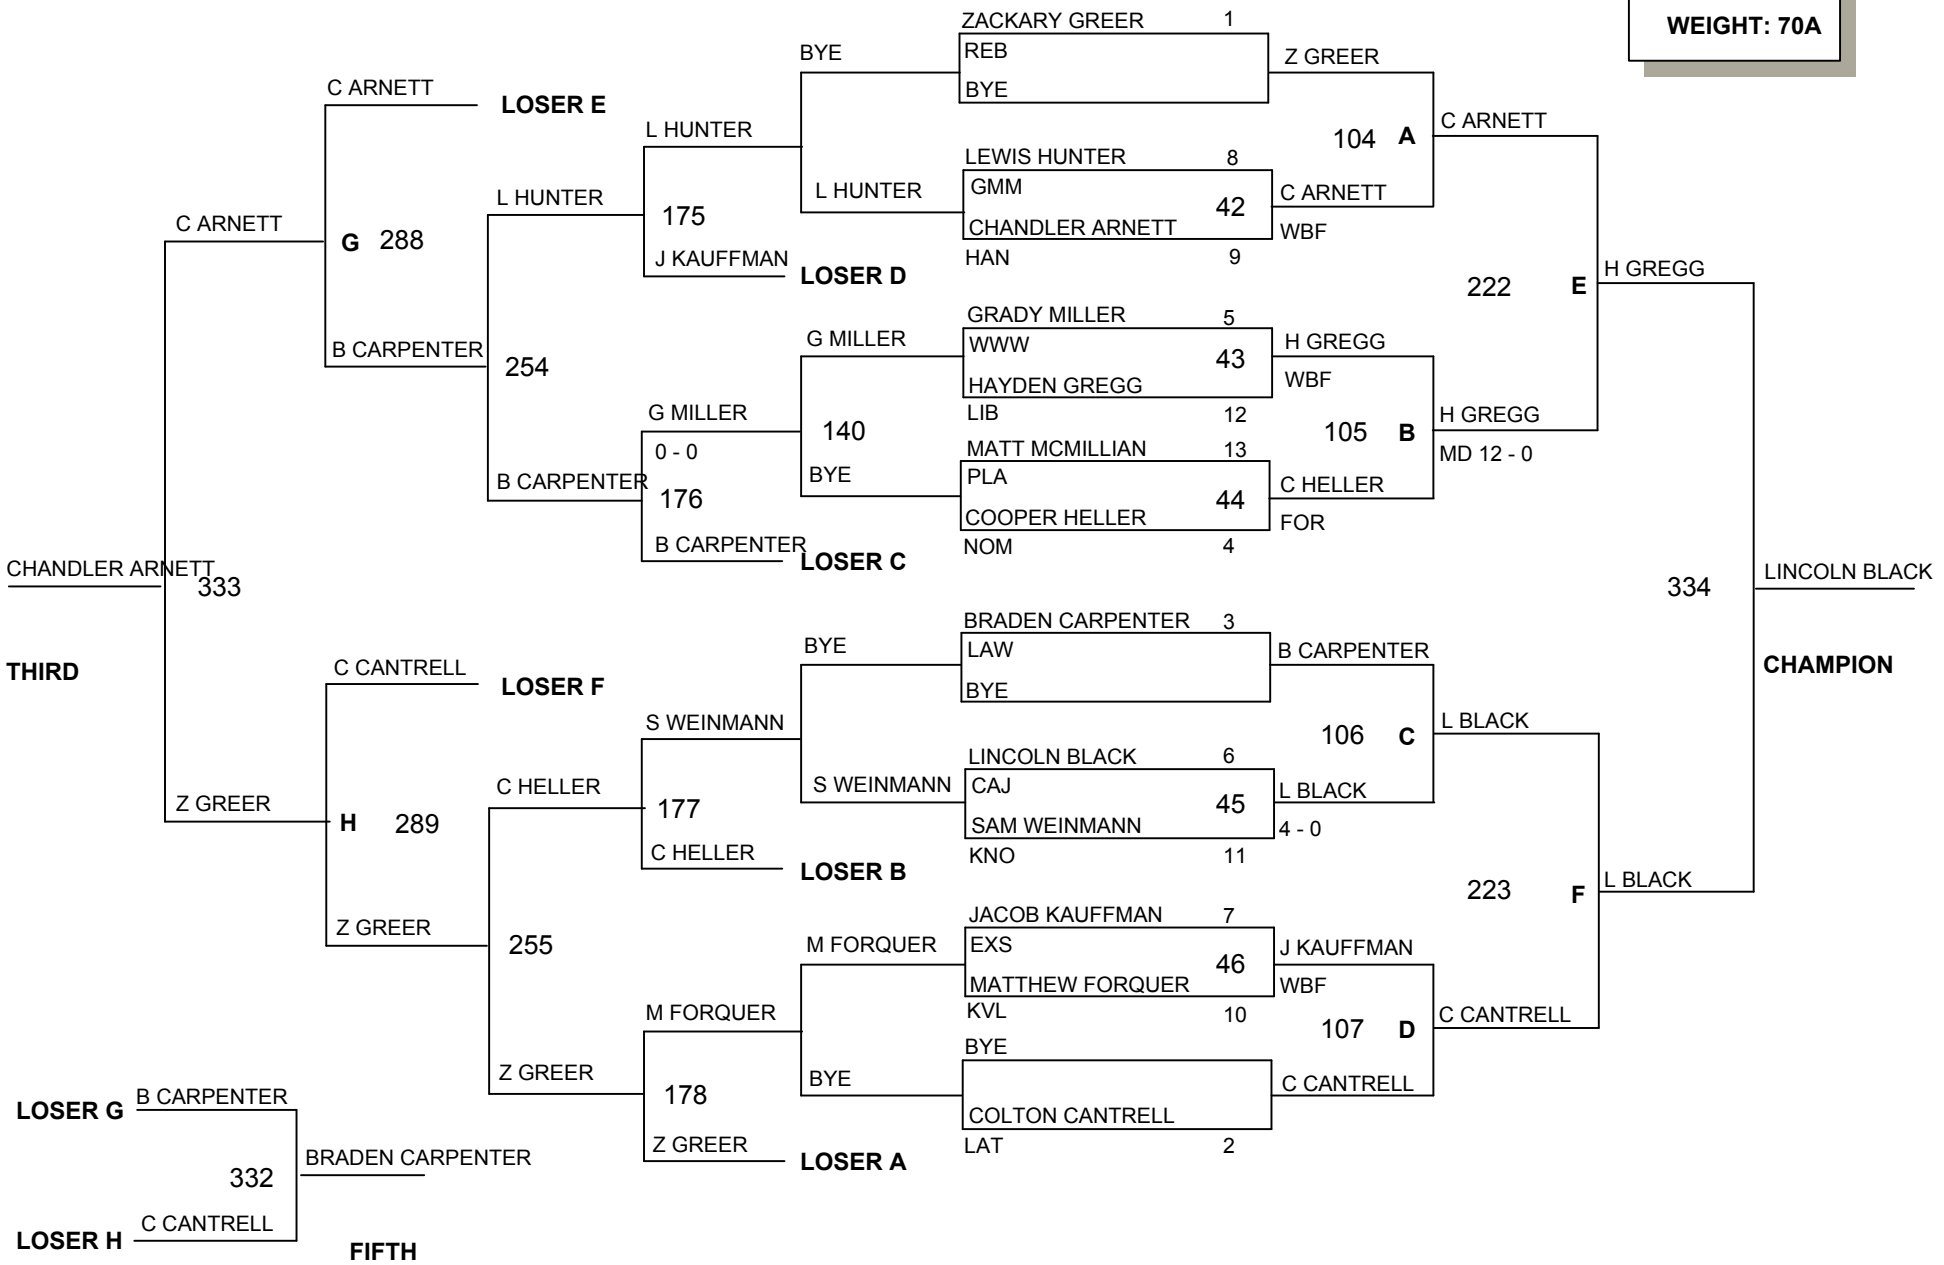 WEIGHT: 70A
ZACKARY GREER 1
REB
BYE
Z GREER
BYE
C ARNETT
LOSER E
L HUNTER
104 A
C ARNETT
LEWIS HUNTER 8
GMM
CHANDLER ARNETT
42
HAN 9
C ARNETT
WBF
L HUNTER
L HUNTER
175
J KAUFFMAN
LOSER D
C ARNETT
G 288
222 E
H GREGG
GRADY MILLER 5
WWW
HAYDEN GREGG
43
LIB 12
H GREGG
WBF
G MILLER
B CARPENTER
254
G MILLER
0 - 0
140
105 B
H GREGG
MD 12 - 0
MATT MCMILLIAN 13
PLA
COOPER HELLER
44
NOM 4
C HELLER
FOR
BYE
B CARPENTER
176
B CARPENTER
LOSER C
CHANDLER ARNETT
333
THIRD
334
LINCOLN BLACK
CHAMPION
BRADEN CARPENTER 3
LAW
BYE
B CARPENTER
BYE
C CANTRELL
LOSER F
S WEINMANN
106 C
L BLACK
LINCOLN BLACK 6
CAJ
SAM WEINMANN
45
KNO 11
L BLACK
4 - 0
S WEINMANN
C HELLER
177
C HELLER
LOSER B
Z GREER
H 289
223 F
L BLACK
JACOB KAUFFMAN 7
EXS
MATTHEW FORQUER
46
KVL 10
J KAUFFMAN
WBF
M FORQUER
Z GREER
255
M FORQUER
107 D
C CANTRELL
BYE
COLTON CANTRELL
LAT 2
C CANTRELL
BYE
Z GREER
178
Z GREER
LOSER A
LOSER G B CARPENTER
332
BRADEN CARPENTER
LOSER H C CANTRELL
FIFTH